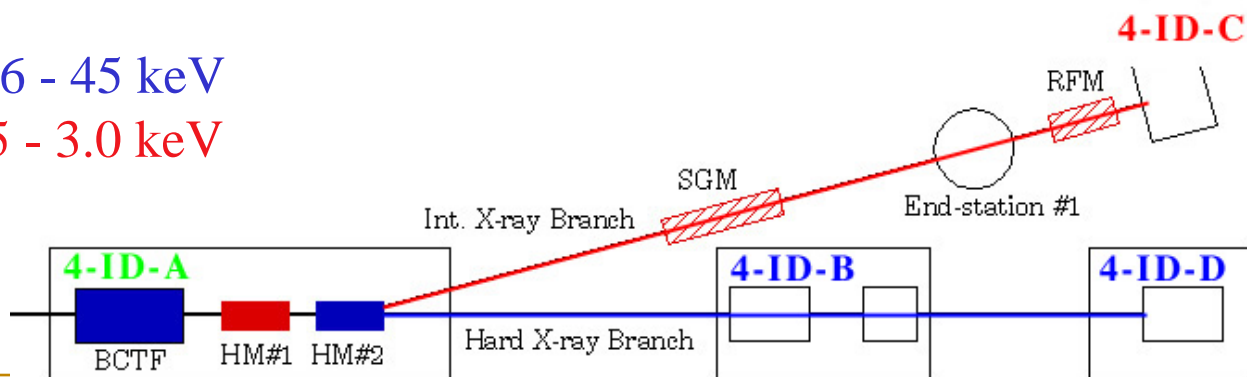 4-ID-C
6 - 45 keV
RFM
5 - 3.0 keV
SGM
End-station #1
Int. X-ray Branch
4-ID-A
4-ID-B
4-ID-D
Hard X-ray Branch
BCTF
HM#1
HM#2